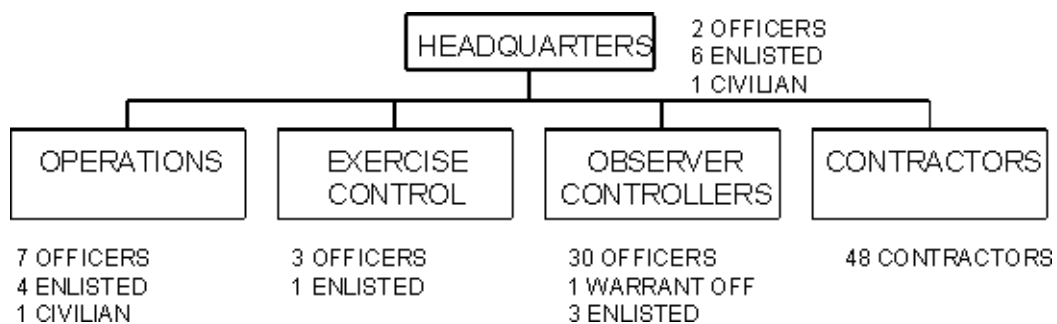 HEADQUARTERS
2 OFFICERS
6 ENLISTED
1 CIVILIAN
OPERATIONS
EXERCISE
CONTROL
OBSERVER
CONTROLLERS
CONTRACTORS
7 OFFICERS
4 ENLISTED
1 CIVILIAN
3 OFFICERS
1 ENLISTED
30 OFFICERS
1 WARRANT OFF
3 ENLISTED
48 CONTRACTORS